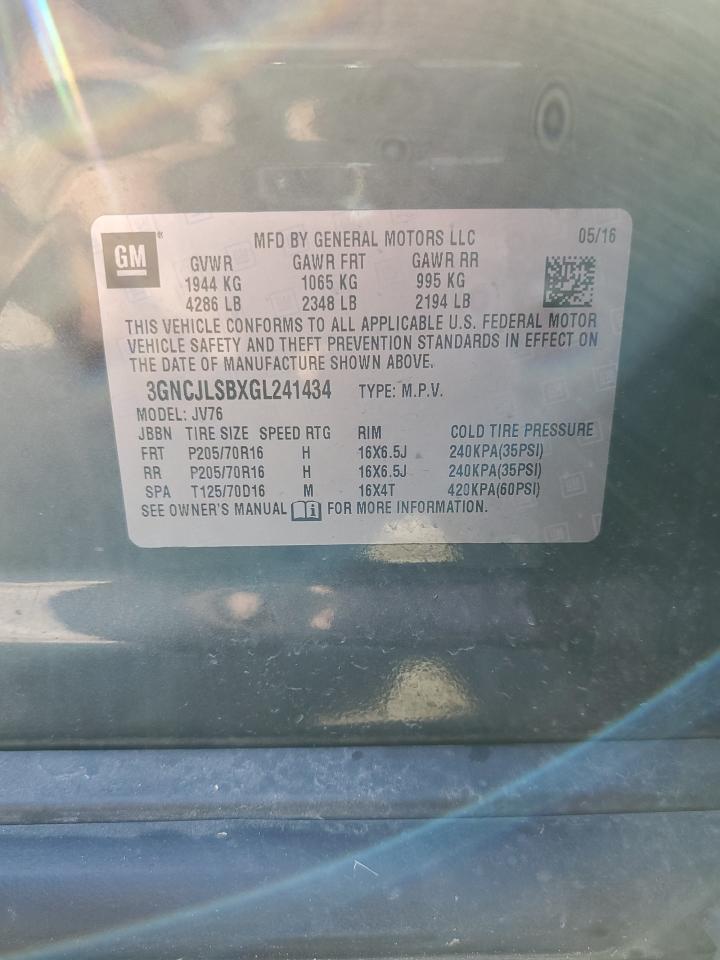 GM
MFD BY GENERAL MOTORS LLC 05/16
GVWR GAWR FRT GAWR RR
1944 KG 1065 KG 995 KG
4286 LB 2348 LB 2194 LB
THIS VEHICLE CONFORMS TO ALL APPLICABLE U.S. FEDERAL MOTOR
VEHICLE SAFETY AND THEFT PREVENTION STANDARDS IN EFFECT ON
THE DATE OF MANUFACTURE SHOWN ABOVE.
3GNCJLSBXGL241434 TYPE: M.P.V.
MODEL: JV76
JBBN TIRE SIZE SPEED RTG RIM COLD TIRE PRESSURE
FRT P205/70R16 H 16X6.5J 240KPA(35PSI)
RR P205/70R16 H 16X6.5J 240KPA(35PSI)
SPA T125/70D16 M 16X4T 420KPA(60PSI)
SEE OWNER'S MANUAL i FOR MORE INFORMATION.